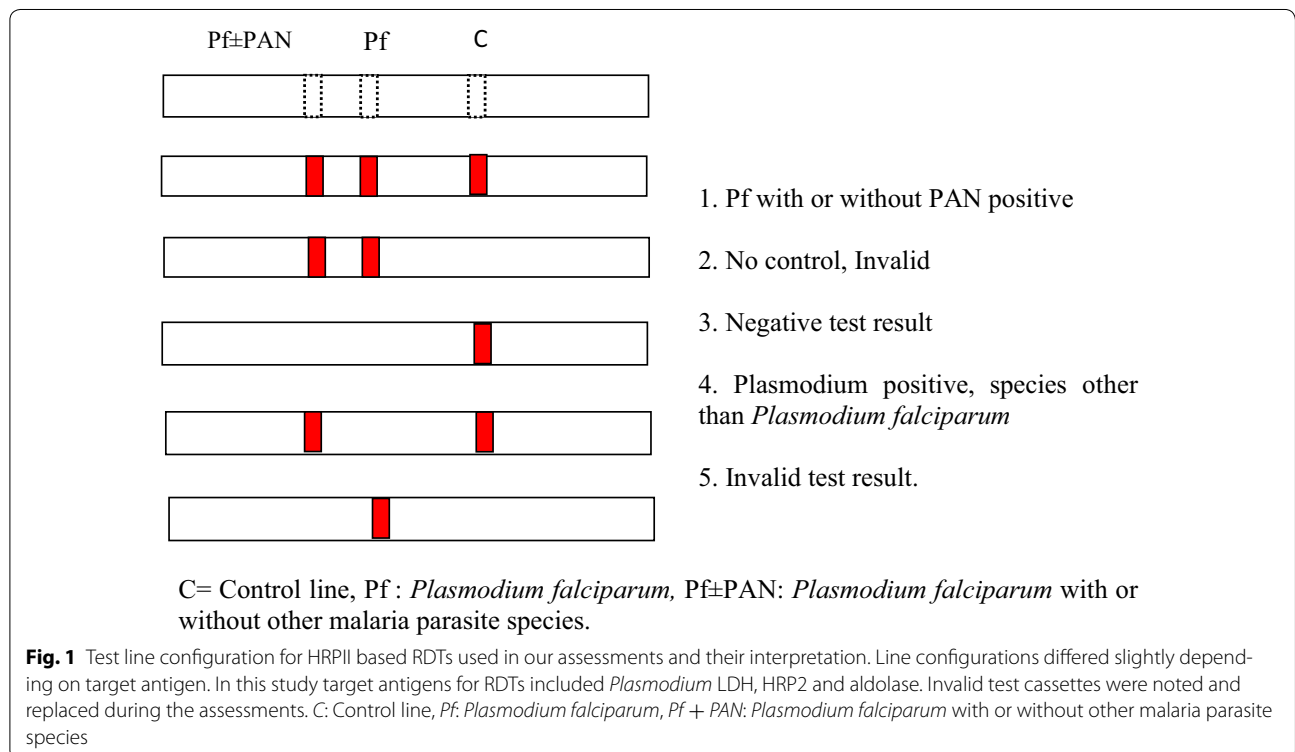 Pf±PAN Pf C
1. Pf with or without PAN positive
2. No control, Invalid
3. Negative test result
4. Plasmodium positive, species other
than Plasmodium falciparum
5. Invalid test result.
C= Control line, Pf : Plasmodium falciparum, Pf±PAN: Plasmodium falciparum with or
without other malaria parasite species.
Fig. 1 Test line configuration for HRPII based RDTs used in our assessments and their interpretation. Line configurations differed slightly depend-
ing on target antigen. In this study target antigens for RDTs included Plasmodium LDH, HRP2 and aldolase. Invalid test cassettes were noted and
replaced during the assessments. C: Control line, Pf: Plasmodium falciparum, Pf + PAN: Plasmodium falciparum with or without other malaria parasite
species